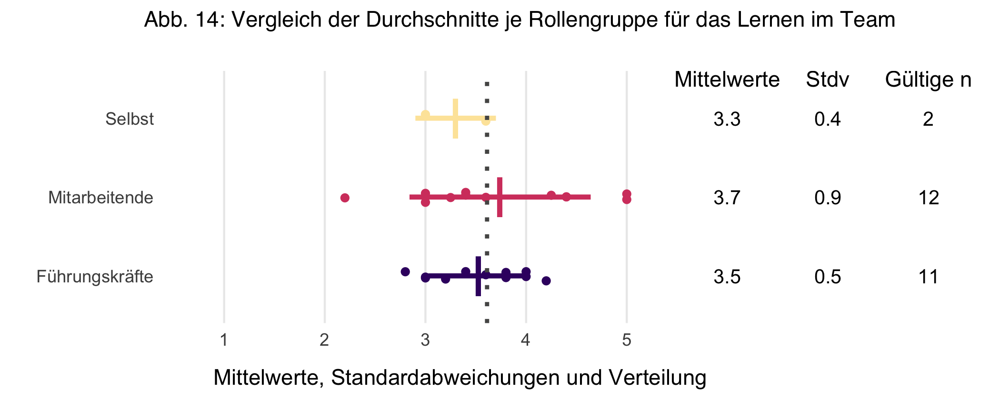 Abb. 14: Vergleich der Durchschnitte je Rollengruppe für das Lernen im Team
Mittelwerte Stdv Gültige n
Selbst 3.3 0.4 2
Mitarbeitende 3.7 0.9 12
Führungskräfte 3.5 0.5 11
1 2 3 4 5
Mittelwerte, Standardabweichungen und Verteilung